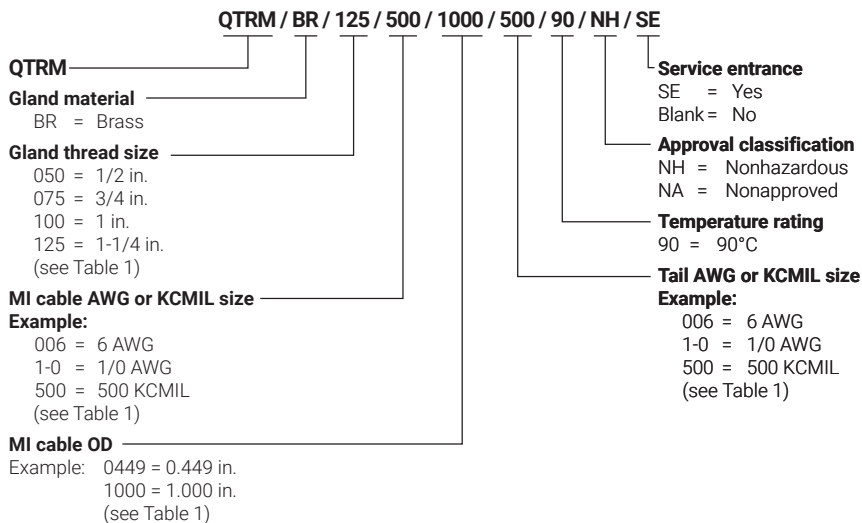 QTRM / BR / 125 / 500 / 1000 / 500 / 90 / NH / SE
QTRM
Gland material
BR = Brass
Gland thread size
050 = 1/2 in.
075 = 3/4 in.
100 = 1 in.
125 = 1-1/4 in.
(see Table 1)
MI cable AWG or KCMIL size
Example:
006 = 6 AWG
1-0 = 1/0 AWG
500 = 500 KCMIL
(see Table 1)
MI cable OD
Example: 0449 = 0.449 in.
1000 = 1.000 in.
(see Table 1)
Service entrance
SE = Yes
Blank = No
Approval classification
NH = Nonhazardous
NA = Nonapproved
Temperature rating
90 = 90°C
Tail AWG or KCMIL size
Example:
006 = 6 AWG
1-0 = 1/0 AWG
500 = 500 KCMIL
(see Table 1)